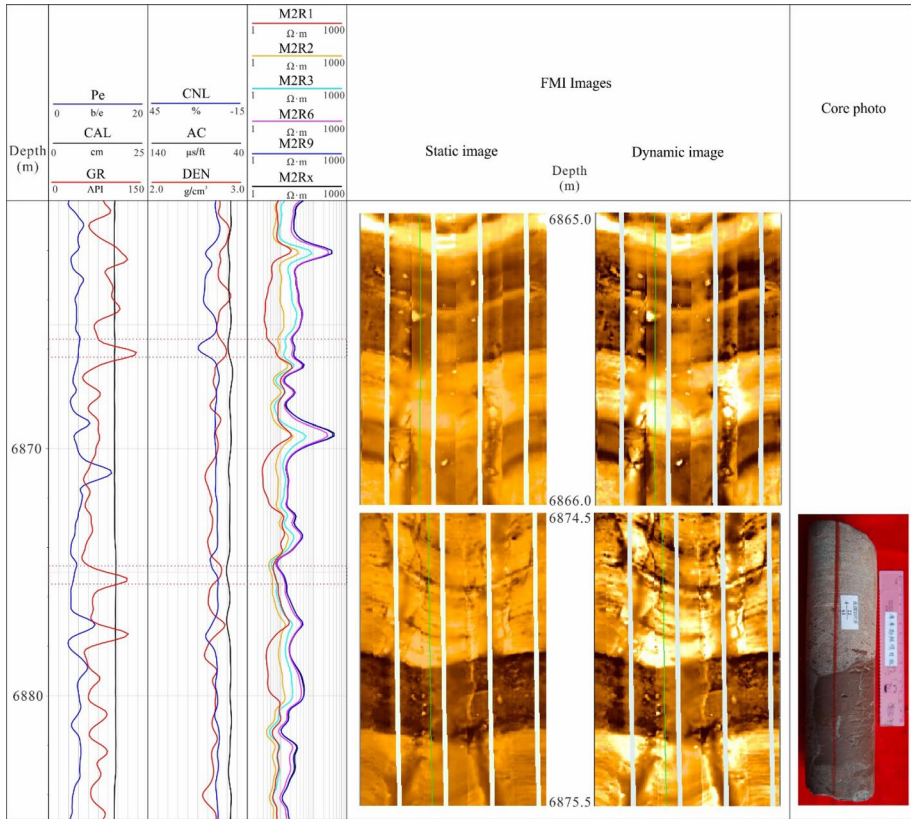 Depth
(m)
Pe
0 b/e 20
CAL
0 cm 25
GR
0 API 150
CNL
45 % -15
AC
140 μs/ft 40
DEN
2.0 g/cm³ 3.0
M2R1
1 Ω·m 1000
M2R2
1 Ω·m 1000
M2R3
1 Ω·m 1000
M2R6
1 Ω·m 1000
M2R9
1 Ω·m 1000
M2Rx
1 Ω·m 1000
FMI Images
Static image
Depth
(m)
Dynamic image
Core photo
6870
6880
6865.0
6866.0
6874.5
6875.5